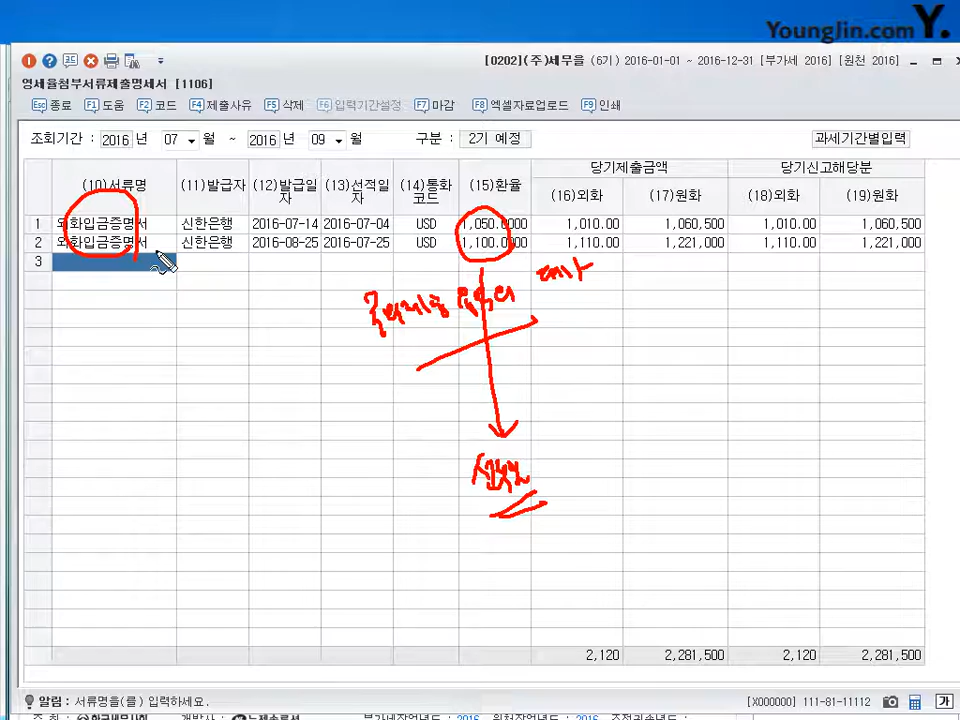 Younglin.com Y.
[0202](주)세무을 (6기) 2016-01-01 ~ 2016-12-31 [부가세 2016] [원천 2016]
영세율첨부서류제출명세서 [1106]
Esc 종료 F1 도움 F2 코드 F4 제출사유 F5 삭제 F6 입력기간설정 F7 마감 F8 엑셀자료업로드 F9 인쇄
조회기간 : 2016 년 07 월 ~ 2016 년 09 월 구분 : 2기 예정 과세기간별입력
당기제출금액 당기신고해당분
(10)서류명 (11)발급자 (12)발급일자 (13)선적일자 (14)통화코드 (15)환율 (16)외화 (17)원화 (18)외화 (19)원화
1 외화입금증명서 신한은행 2016-07-14 2016-07-04 USD 1,050.0000 1,010.00 1,060,500 1,010.00 1,060,500
2 외화입금증명서 신한은행 2016-08-25 2016-07-25 USD 1,100.0000 1,110.00 1,221,000 1,110.00 1,221,000
3
2,120 2,281,500 2,120 2,281,500
알림 : 서류명을(를) 입력하세요. [X000000] 111-81-11112 가